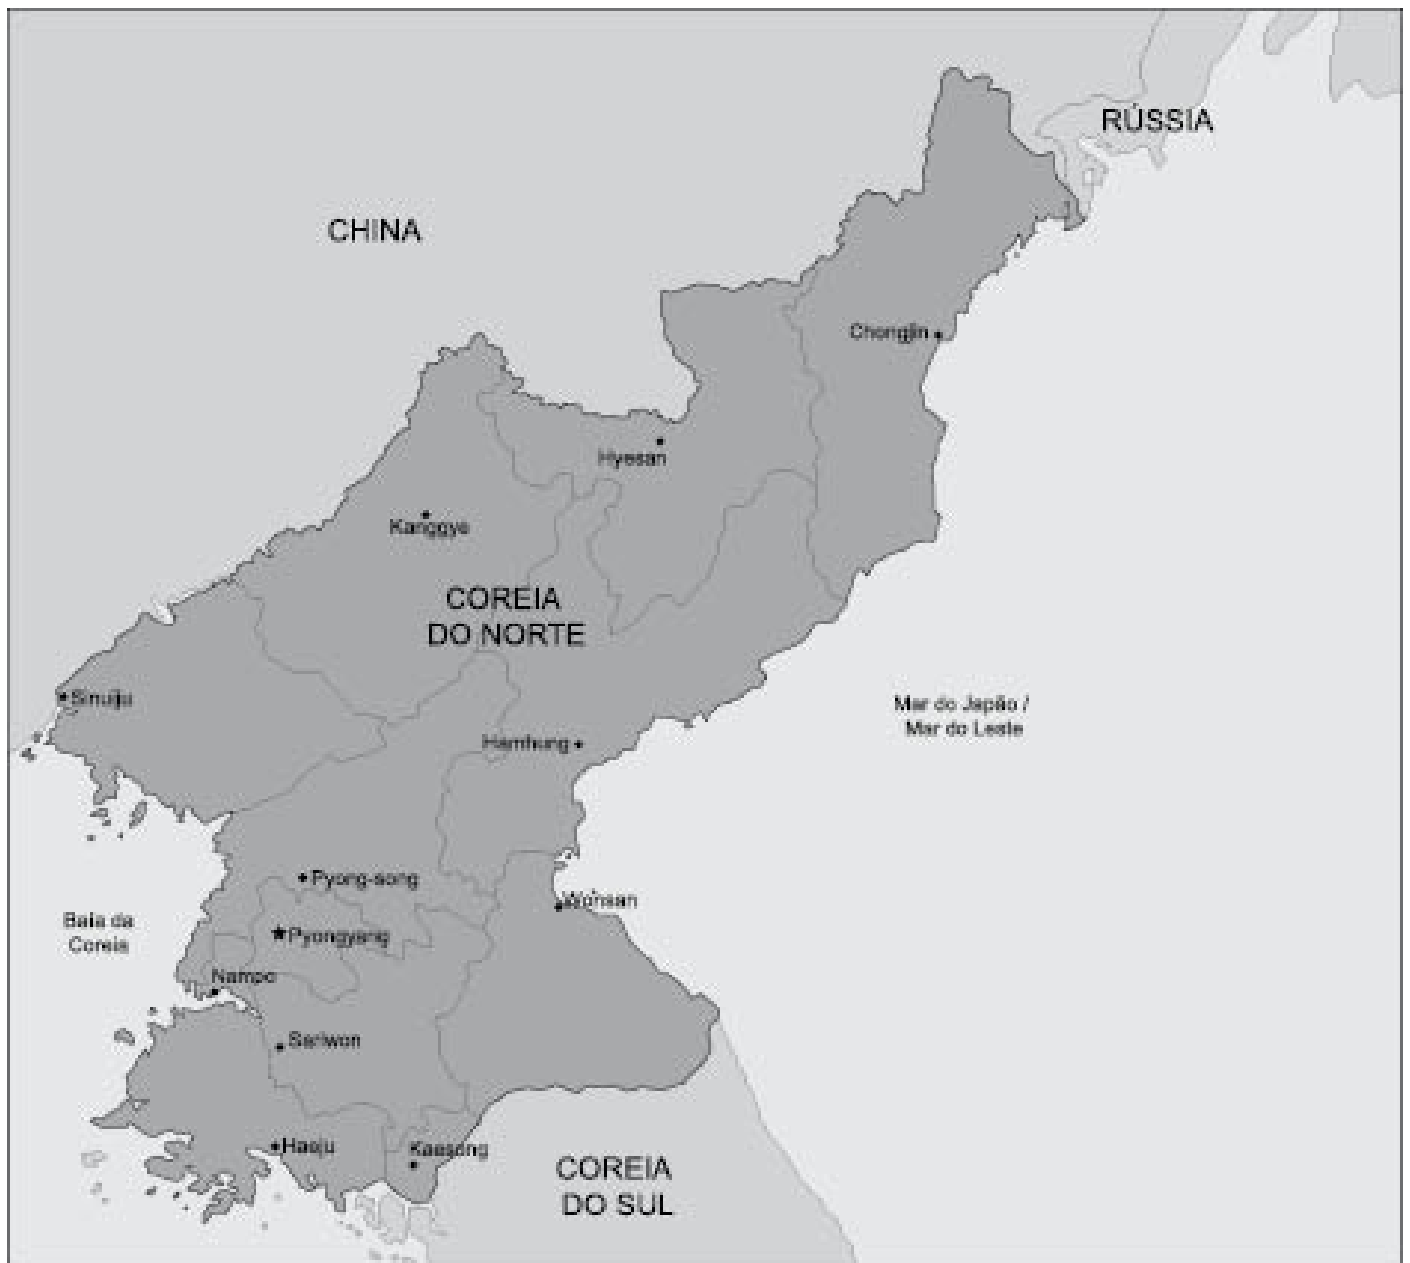 RÚSSIA
CHINA
Chongjin
Hyesan
Kanggye
COREIA
DO NORTE
Sinuiju
Mar do Japão /
Mar do Leste
Hamhung
Pyong-song
Wonsan
Baía da
Coreia
Pyongyang
Nampo
Sariwon
Haeju
Kaesong
COREIA
DO SUL